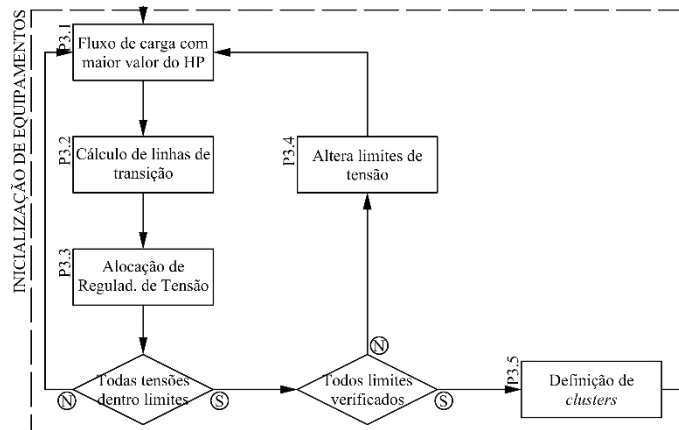 INICIALIZAÇÃO DE EQUIPAMENTOS
P3.1
Fluxo de carga com
maior valor do HP
P3.2
Cálculo de linhas de
transição
P3.4
Altera limites de
tensão
P3.3
Alocação de
Regulad. de Tensão
Todas tensões
dentro limites
N
S
Todos limites
verificados
N
S
P3.5
Definição de
clusters